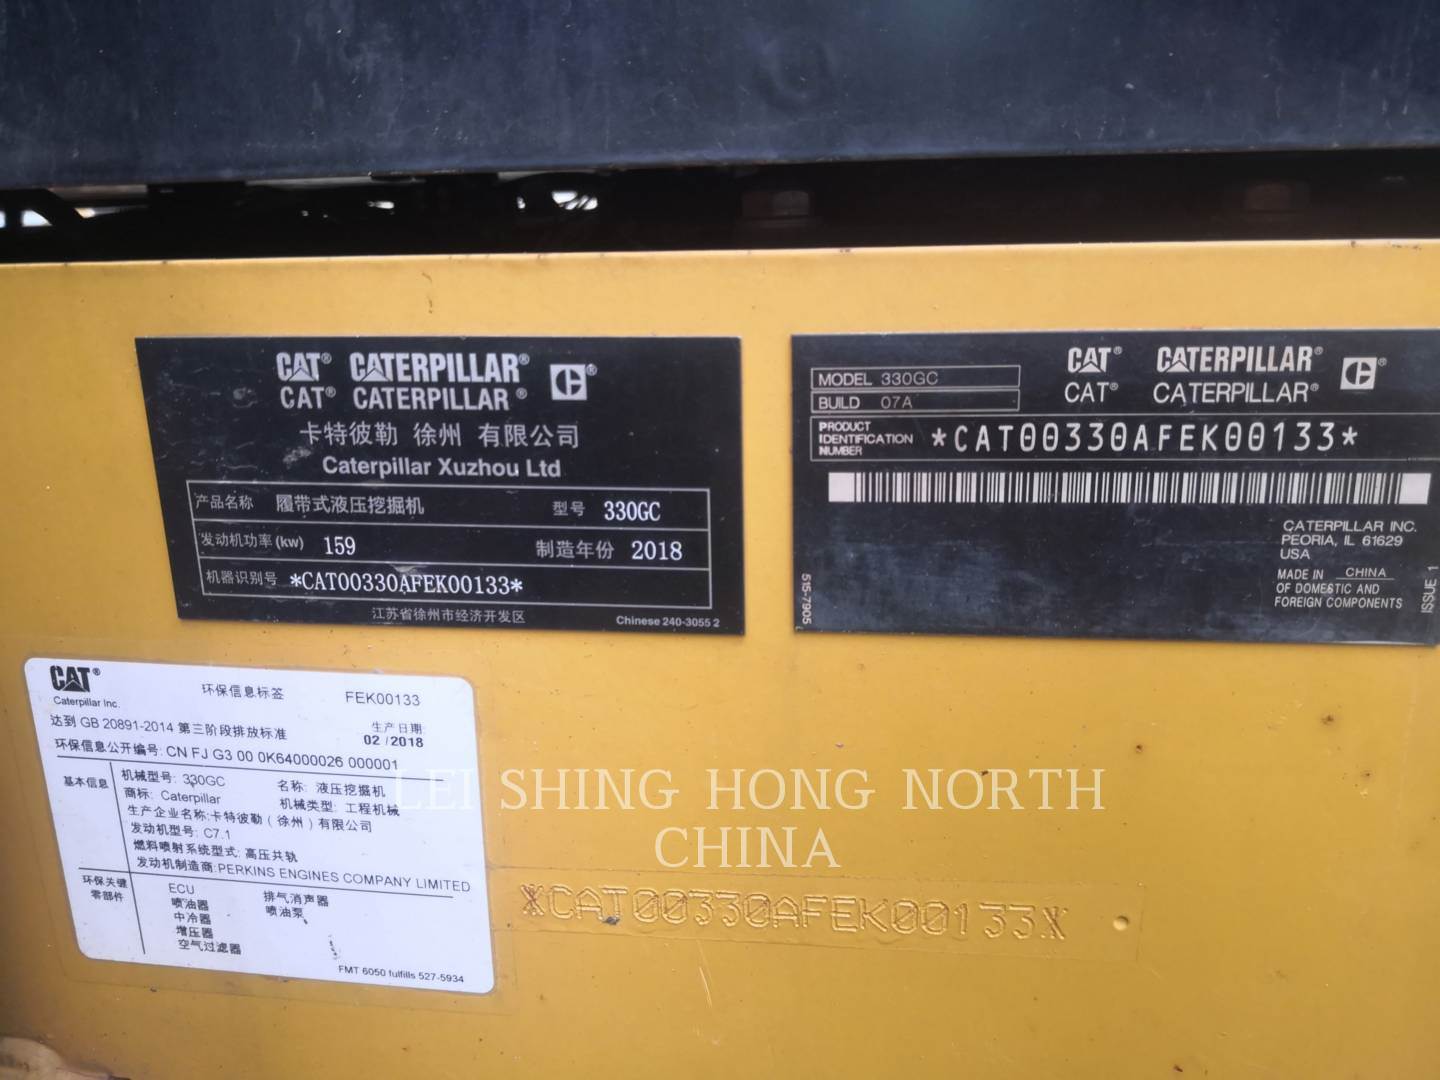 CAT® CATERPILLAR®
CAT® CATERPILLAR®
卡特彼勒 徐州 有限公司
Caterpillar Xuzhou Ltd
产品名称 履带式液压挖掘机 型号 330GC
发动机功率(kw) 159 制造年份 2018
机器识别号 *CAT00330AFEK00133*
江苏省徐州市经济开发区 Chinese 240-3055 2
CAT® CATERPILLAR®
CAT® CATERPILLAR®
MODEL 330GC
BUILD 07A
PRODUCT
IDENTIFICATION
NUMBER
*CAT00330AFEK00133*
CATERPILLAR INC.
PEORIA, IL 61629
USA
MADE IN CHINA
OF DOMESTIC AND
FOREIGN COMPONENTS
515-7905
ISSUE 1
CAT®
Caterpillar Inc.
环保信息标签 FEK00133
达到 GB 20891-2014 第三阶段排放标准
生产日期:
02 /2018
环保信息公开编号: CN FJ G3 00 0K64000026 000001
基本信息
机械型号: 330GC 名称: 液压挖掘机
商标: Caterpillar 机械类型: 工程机械
生产企业名称:卡特彼勒（徐州）有限公司
发动机型号: C7.1
燃料喷射系统型式: 高压共轨
发动机制造商:PERKINS ENGINES COMPANY LIMITED
环保关键
零部件
ECU 排气消声器
喷油器 喷油泵
中冷器
增压器
空气过滤器
FMT 6050 fulfills 527-5934
LEI SHING HONG NORTH
CHINA
*CAT00330AFEK00133*